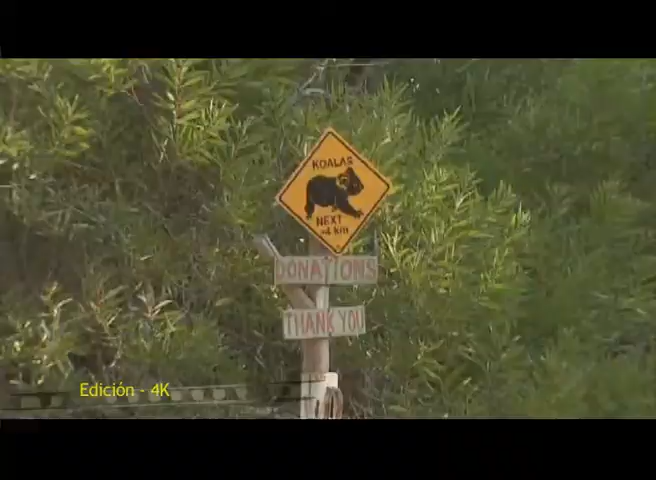 KOALAS
NEXT
4 km
DONATIONS
THANK YOU
Edición - 4K